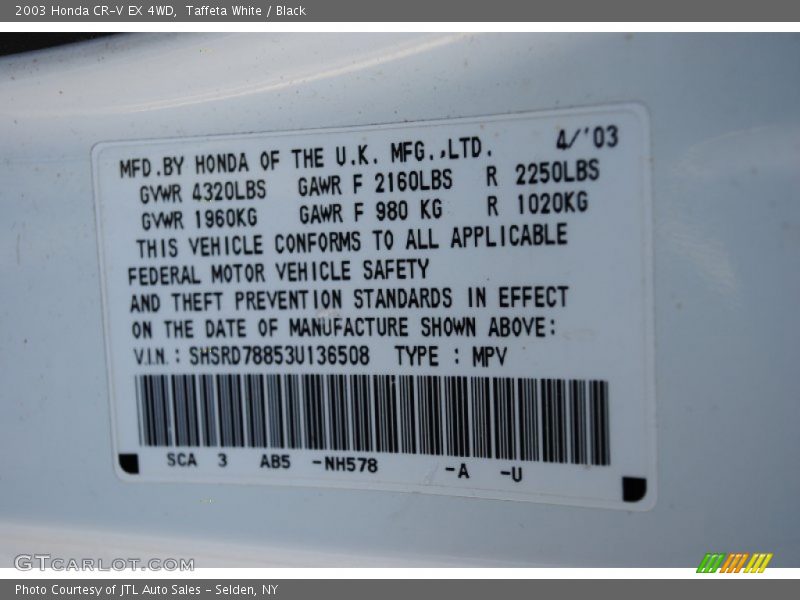 2003 Honda CR-V EX 4WD, Taffeta White / Black
MFD.BY HONDA OF THE U.K. MFG.,LTD. 4/'03
GVWR 4320LBS GAWR F 2160LBS R 2250LBS
GVWR 1960KG GAWR F 980 KG R 1020KG
THIS VEHICLE CONFORMS TO ALL APPLICABLE
FEDERAL MOTOR VEHICLE SAFETY
AND THEFT PREVENTION STANDARDS IN EFFECT
ON THE DATE OF MANUFACTURE SHOWN ABOVE:
V.I.N.: SHSRD78853U136508 TYPE : MPV
SCA 3 AB5 -NH578 -A -U
GTCARLOT.COM
Photo Courtesy of JTL Auto Sales - Selden, NY